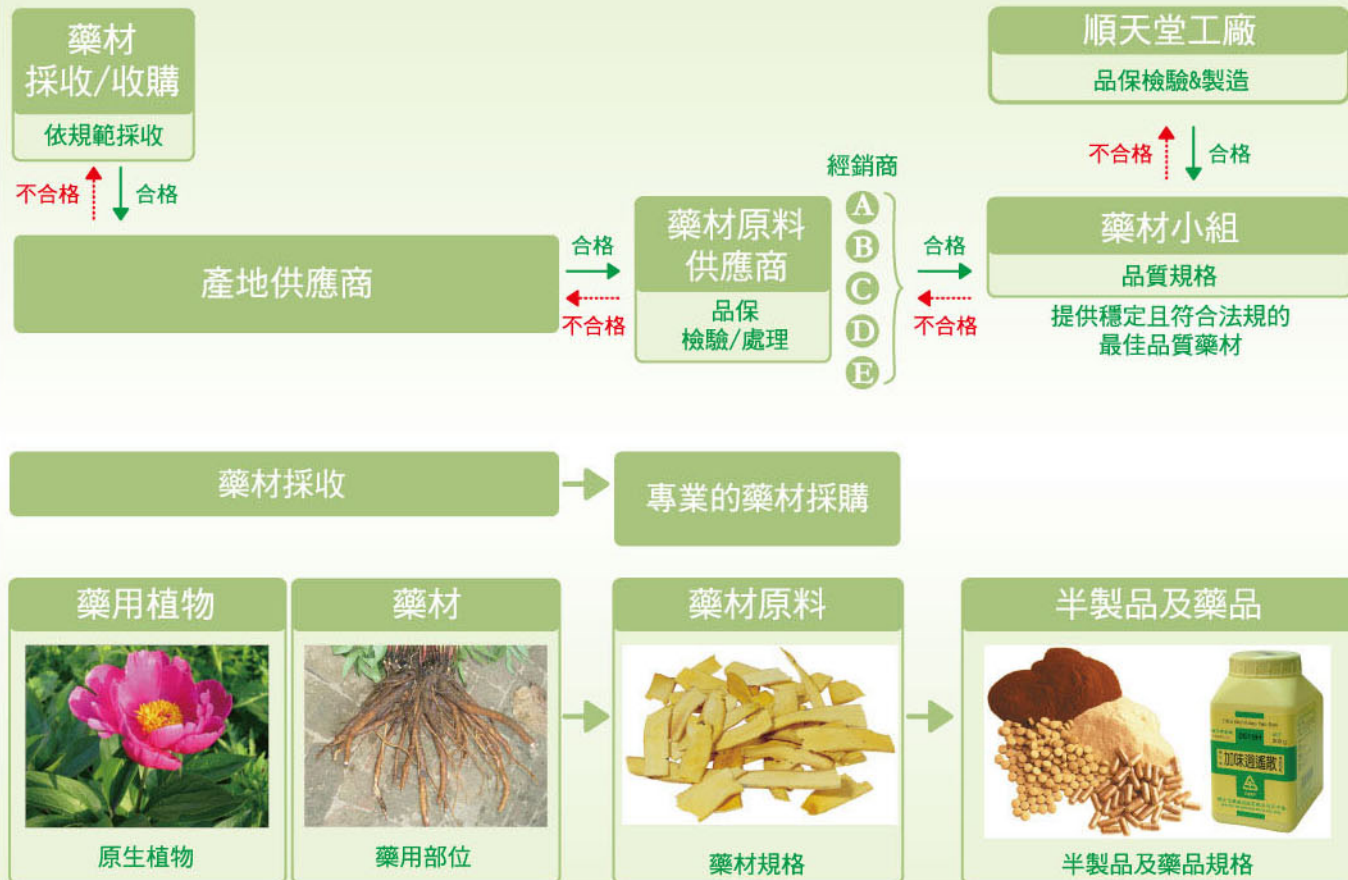 藥材
採收/收購
依規範採收
不合格
合格
產地供應商
合格
不合格
藥材原料
供應商
品保
檢驗/處理
經銷商
A
B
C
D
E
合格
不合格
順天堂工廠
品保檢驗&製造
不合格
合格
藥材小組
品質規格
提供穩定且符合法規的
最佳品質藥材
藥材採收
專業的藥材採購
藥用植物
原生植物
藥材
藥用部位
藥材原料
藥材規格
半製品及藥品
加味逍遙散
半製品及藥品規格